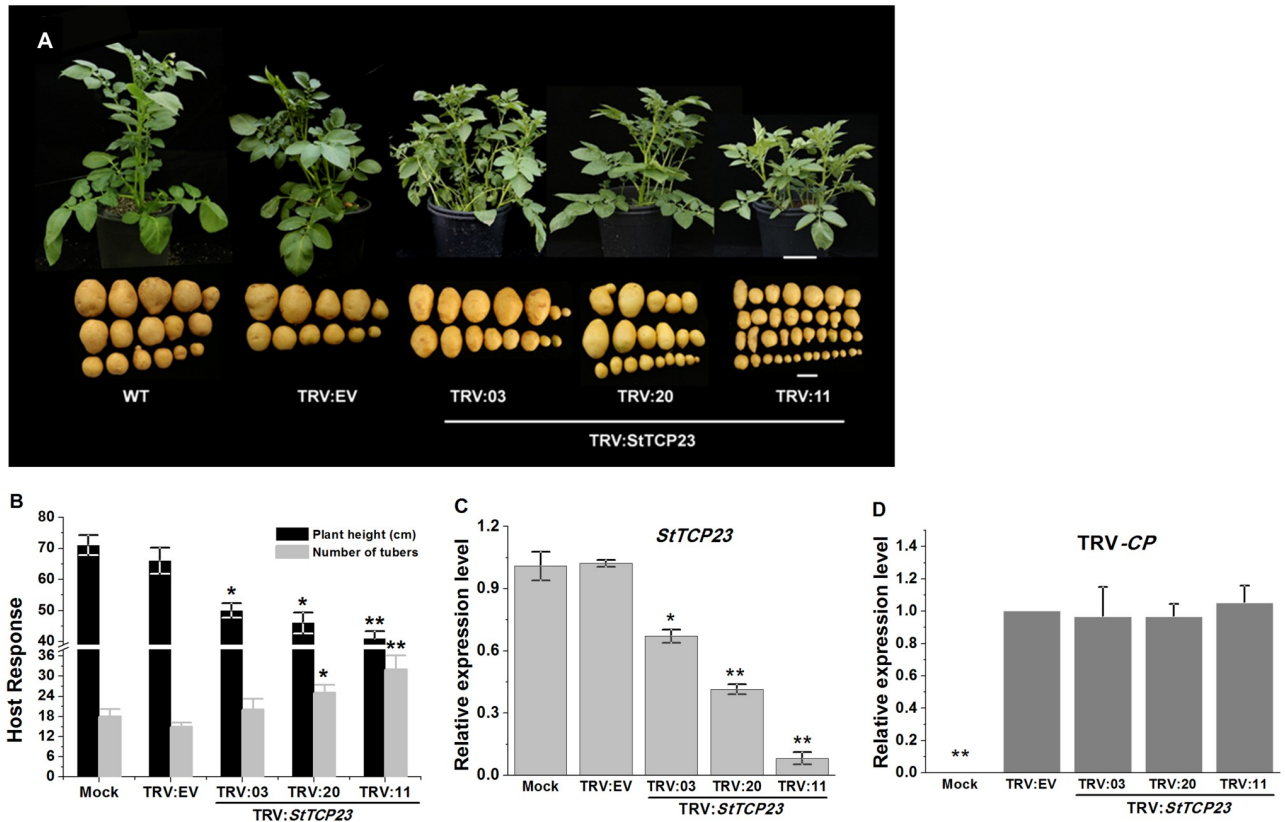 A
WT TRV:EV TRV:03 TRV:20 TRV:11
TRV:StTCP23
B
80
70
60
50
40
36
30
24
18
12
6
0
Host Response
Plant height (cm)
Number of tubers
* * ** * **
Mock TRV:EV TRV:03 TRV:20 TRV:11
TRV:StTCP23
C
StTCP23
1.2
0.9
0.6
0.3
0.0
Relative expression level
* ** **
Mock TRV:EV TRV:03 TRV:20 TRV:11
TRV:StTCP23
D
TRV-CP
1.4
1.2
1.0
0.8
0.6
0.4
0.2
0.0
Relative expression level
**
Mock TRV:EV TRV:03 TRV:20 TRV:11
TRV:StTCP23